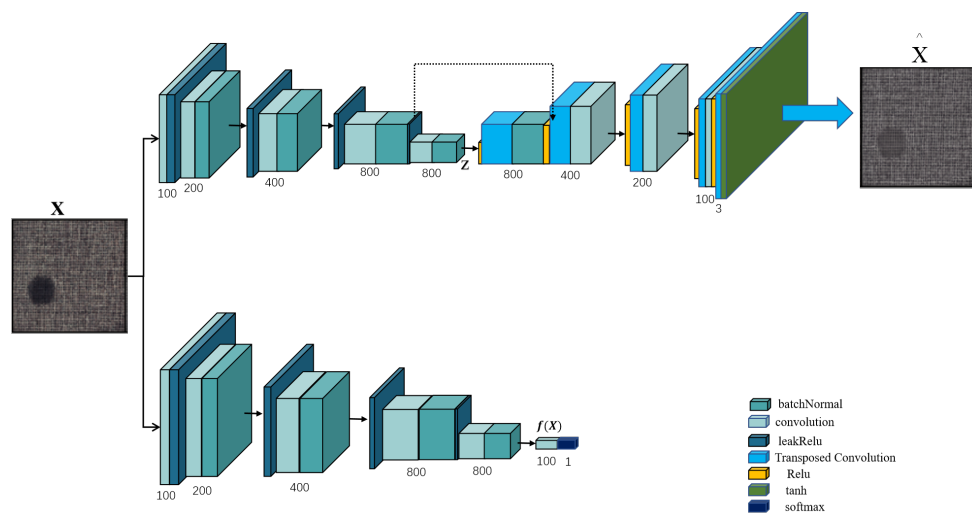 ^
X
X
100
200
400
800
800
Z
800
400
200
100
3
100
200
400
800
800
f(X)
100
1
batchNormal
convolution
leakRelu
Transposed Convolution
Relu
tanh
softmax